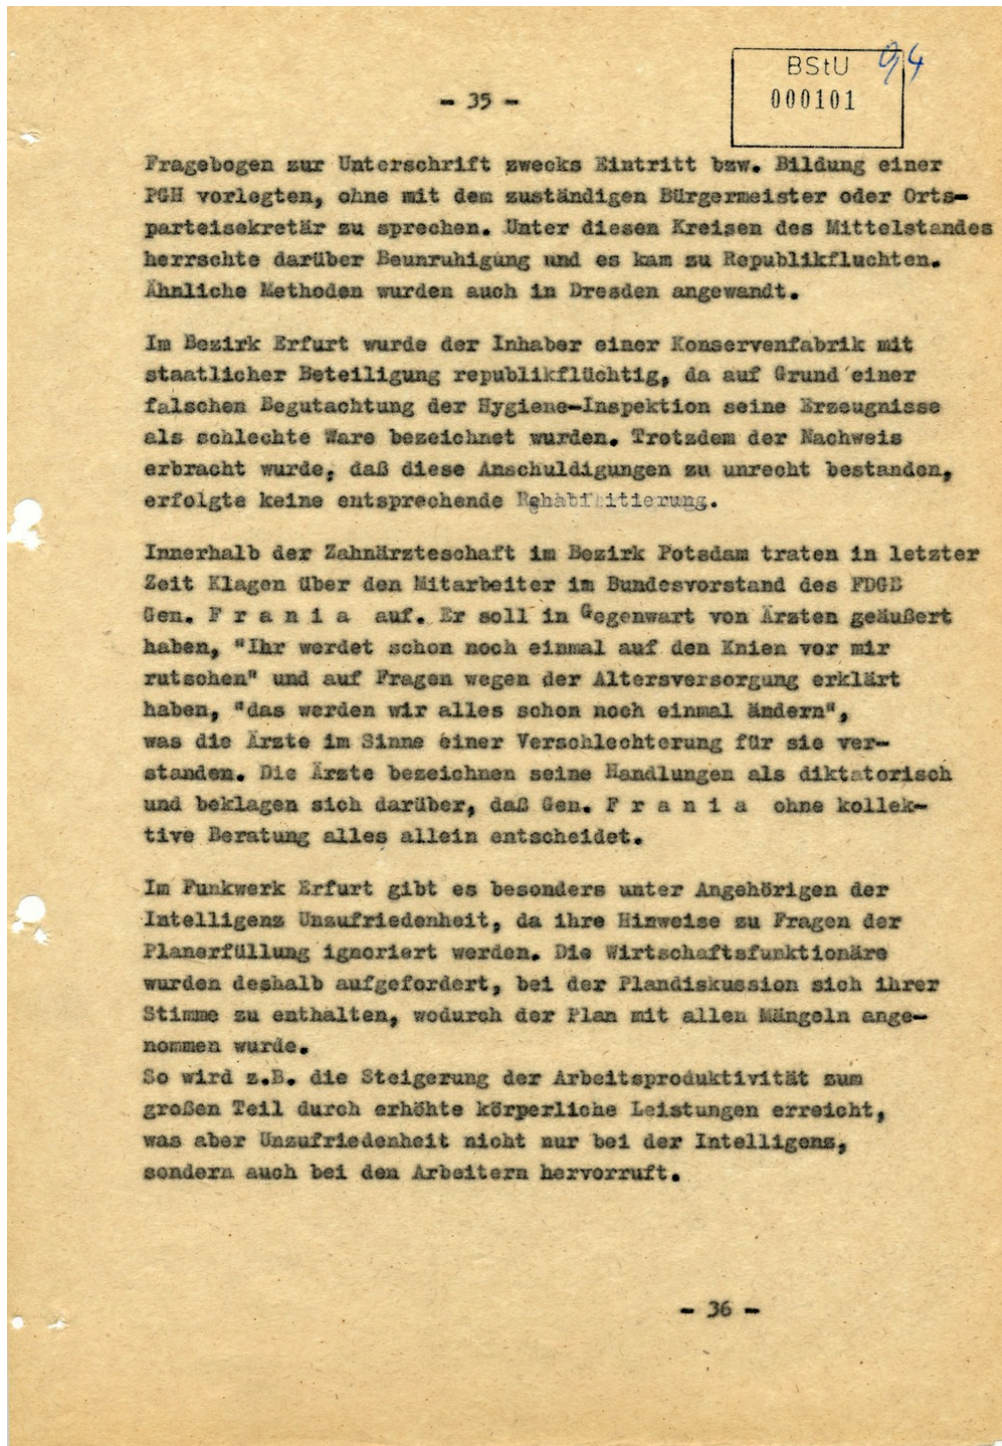 BStU 94
000101
- 35 -
Fragebogen zur Unterschrift zwecks Eintritt bzw. Bildung einer
PGH vorlegten, ohne mit dem zuständigen Bürgermeister oder Orts-
parteisekretär zu sprechen. Unter diesen Kreisen des Mittelstandes
herrschte darüber Beunruhigung und es kam zu Republikfluchten.
Ähnliche Methoden wurden auch in Dresden angewandt.
Im Bezirk Erfurt wurde der Inhaber einer Konservenfabrik mit
staatlicher Beteiligung republikflüchtig, da auf Grund einer
falschen Begutachtung der Hygiene-Inspektion seine Erzeugnisse
als schlechte Ware bezeichnet wurden. Trotzdem der Nachweis
erbracht wurde, daß diese Anschuldigungen zu unrecht bestanden,
erfolgte keine entsprechende Rehabilitierung.
Innerhalb der Zahnärzteschaft im Bezirk Potsdam traten in letzter
Zeit Klagen über den Mitarbeiter im Bundesvorstand des FDGB
Gen. F r a n i a auf. Er soll in Gegenwart von Ärzten geäußert
haben, "Ihr werdet schon noch einmal auf den Knien vor mir
rutschen" und auf Fragen wegen der Altersversorgung erklärt
haben, "das werden wir alles schon noch einmal ändern",
was die Ärzte im Sinne einer Verschlechterung für sie ver-
standen. Die Ärzte bezeichnen seine Handlungen als diktatorisch
und beklagen sich darüber, daß Gen. F r a n i a ohne kollek-
tive Beratung alles allein entscheidet.
Im Funkwerk Erfurt gibt es besonders unter Angehörigen der
Intelligenz Unzufriedenheit, da ihre Hinweise zu Fragen der
Planerfüllung ignoriert werden. Die Wirtschaftsfunktionäre
wurden deshalb aufgefordert, bei der Plandiskussion sich ihrer
Stimme zu enthalten, wodurch der Plan mit allen Mängeln ange-
nommen wurde.
So wird z.B. die Steigerung der Arbeitsproduktivität zum
großen Teil durch erhöhte körperliche Leistungen erreicht,
was aber Unzufriedenheit nicht nur bei der Intelligenz,
sondern auch bei den Arbeitern hervorruft.
- 36 -